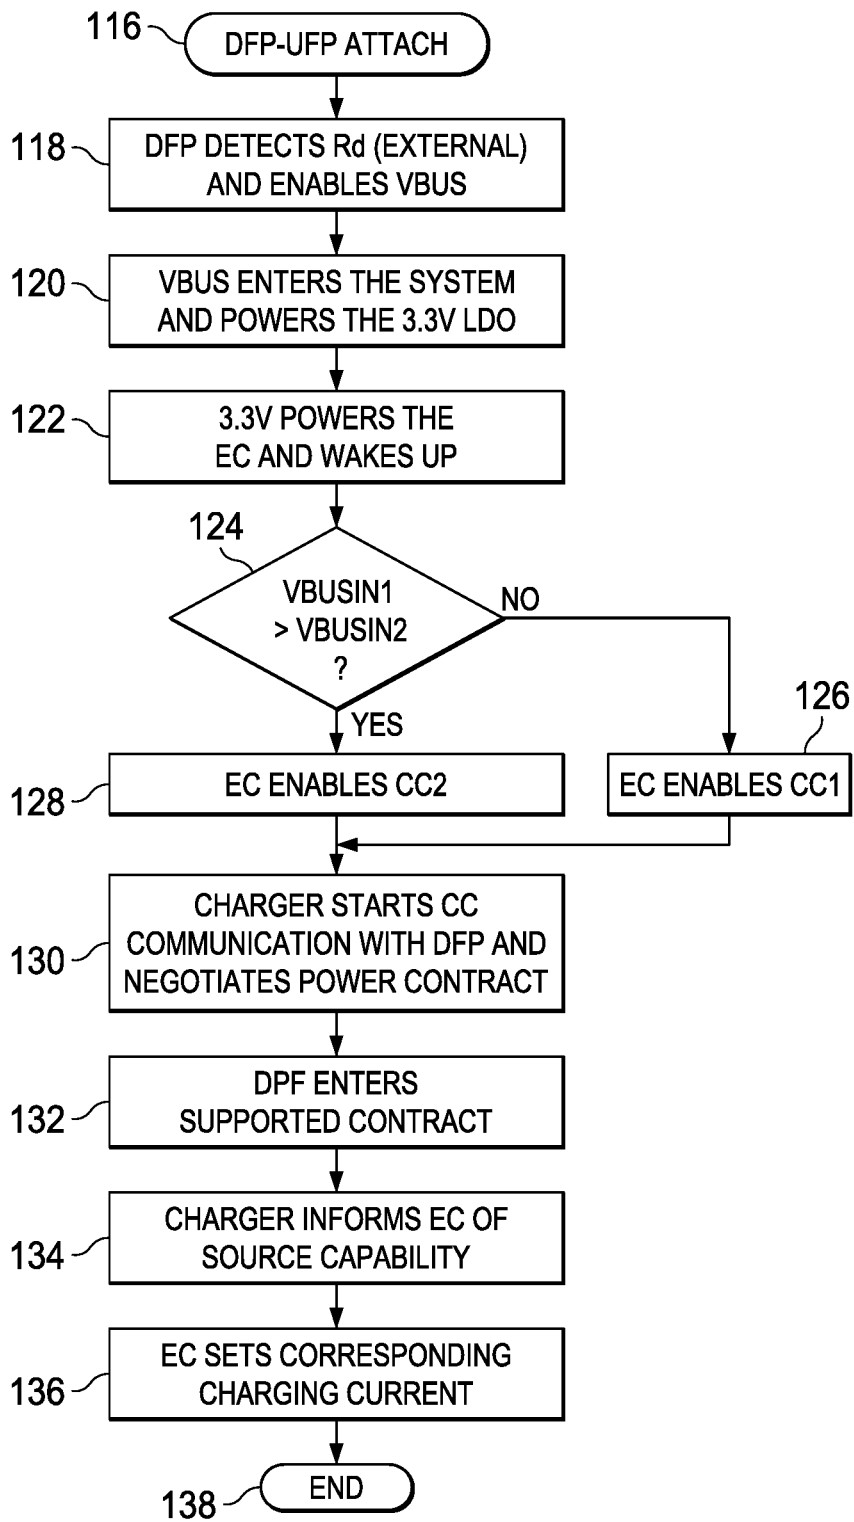 116
DFP-UFP ATTACH
118
DFP DETECTS Rd (EXTERNAL)
AND ENABLES VBUS
120
VBUS ENTERS THE SYSTEM
AND POWERS THE 3.3V LDO
122
3.3V POWERS THE
EC AND WAKES UP
124
VBUSIN1
> VBUSIN2
?
NO
YES
126
128
EC ENABLES CC2
EC ENABLES CC1
130
CHARGER STARTS CC
COMMUNICATION WITH DFP AND
NEGOTIATES POWER CONTRACT
132
DPF ENTERS
SUPPORTED CONTRACT
134
CHARGER INFORMS EC OF
SOURCE CAPABILITY
136
EC SETS CORRESPONDING
CHARGING CURRENT
138
END